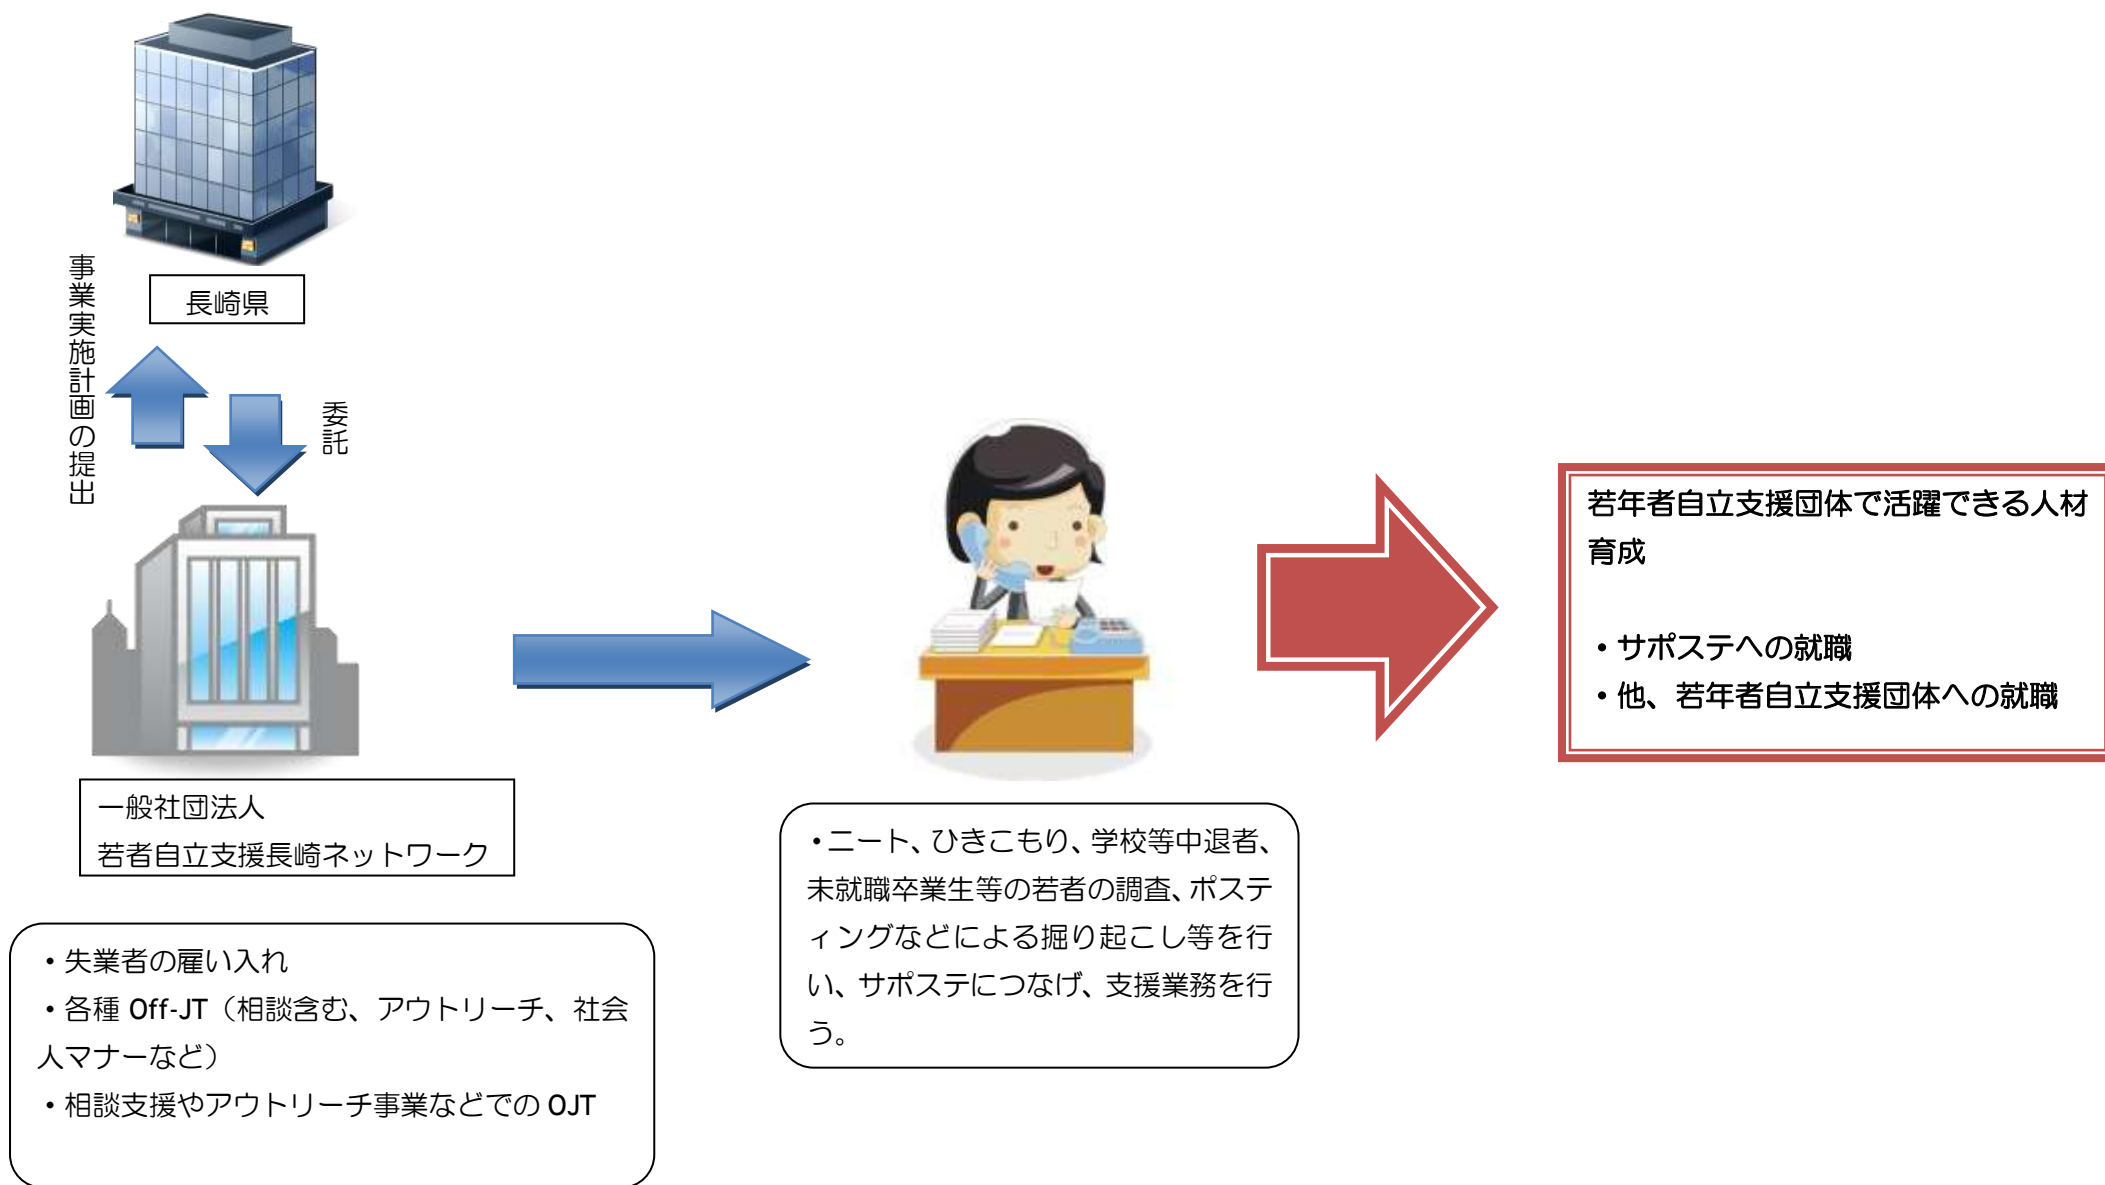 長崎県
事業実施計画の提出
委託
一般社団法人
若者自立支援長崎ネットワーク
・失業者の雇い入れ
・各種 Off-JT（相談含む、アウトリーチ、社会
人マナーなど）
・相談支援やアウトリーチ事業などでの OJT
・ニート、ひきこもり、学校等中退者、
未就職卒業生等の若者の調査、ポステ
ィングなどによる掘り起こし等を行
い、サポステにつなげ、支援業務を行
う。
若年者自立支援団体で活躍できる人材
育成
・サポステへの就職
・他、若年者自立支援団体への就職